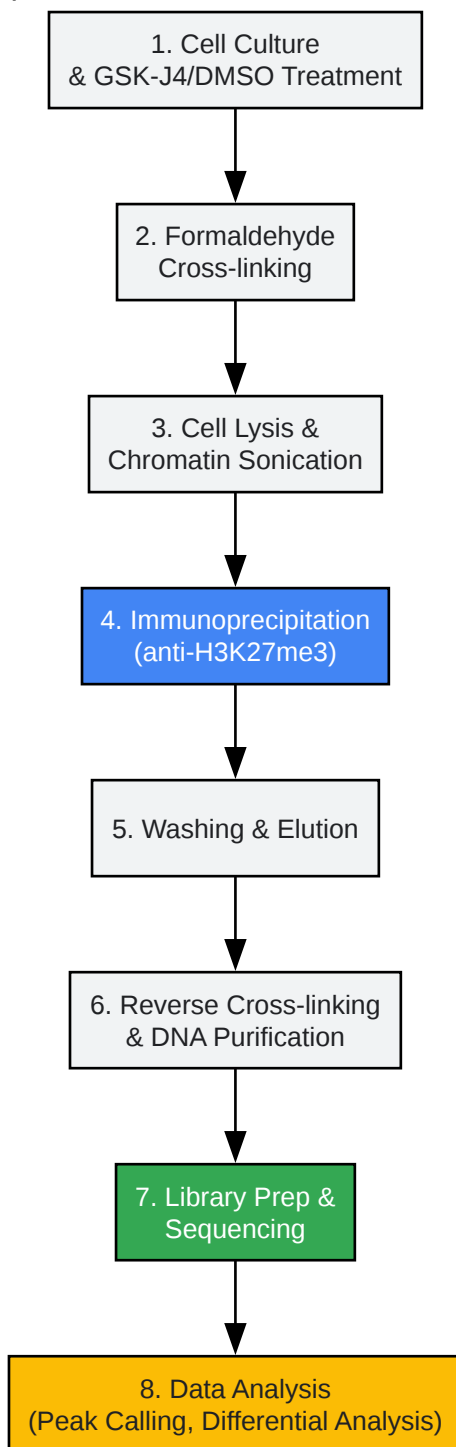 1. Cell Culture
& GSK-J4/DMSO Treatment
2. Formaldehyde
Cross-linking
3. Cell Lysis &
Chromatin Sonication
4. Immunoprecipitation
(anti-H3K27me3)
5. Washing & Elution
6. Reverse Cross-linking
& DNA Purification
7. Library Prep &
Sequencing
8. Data Analysis
(Peak Calling, Differential Analysis)